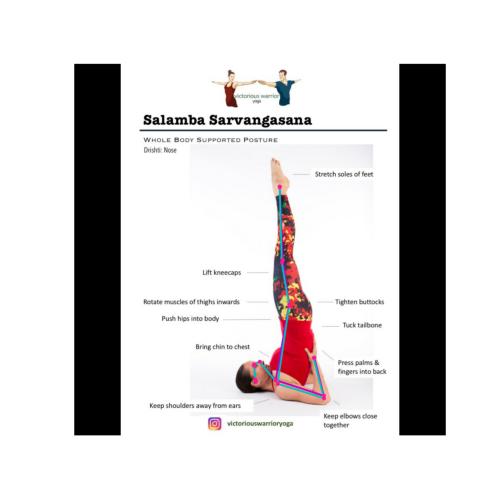 victorious warrior
yoga
Salamba Sarvangasana
WHOLE BODY SUPPORTED POSTURE
Drishti: Nose
Stretch soles of feet
Lift kneecaps
Rotate muscles of thighs inwards
Tighten buttocks
Push hips into body
Tuck tailbone
Bring chin to chest
Press palms &
fingers into back
Keep shoulders away from ears
Keep elbows close
together
victoriouswarrioryoga